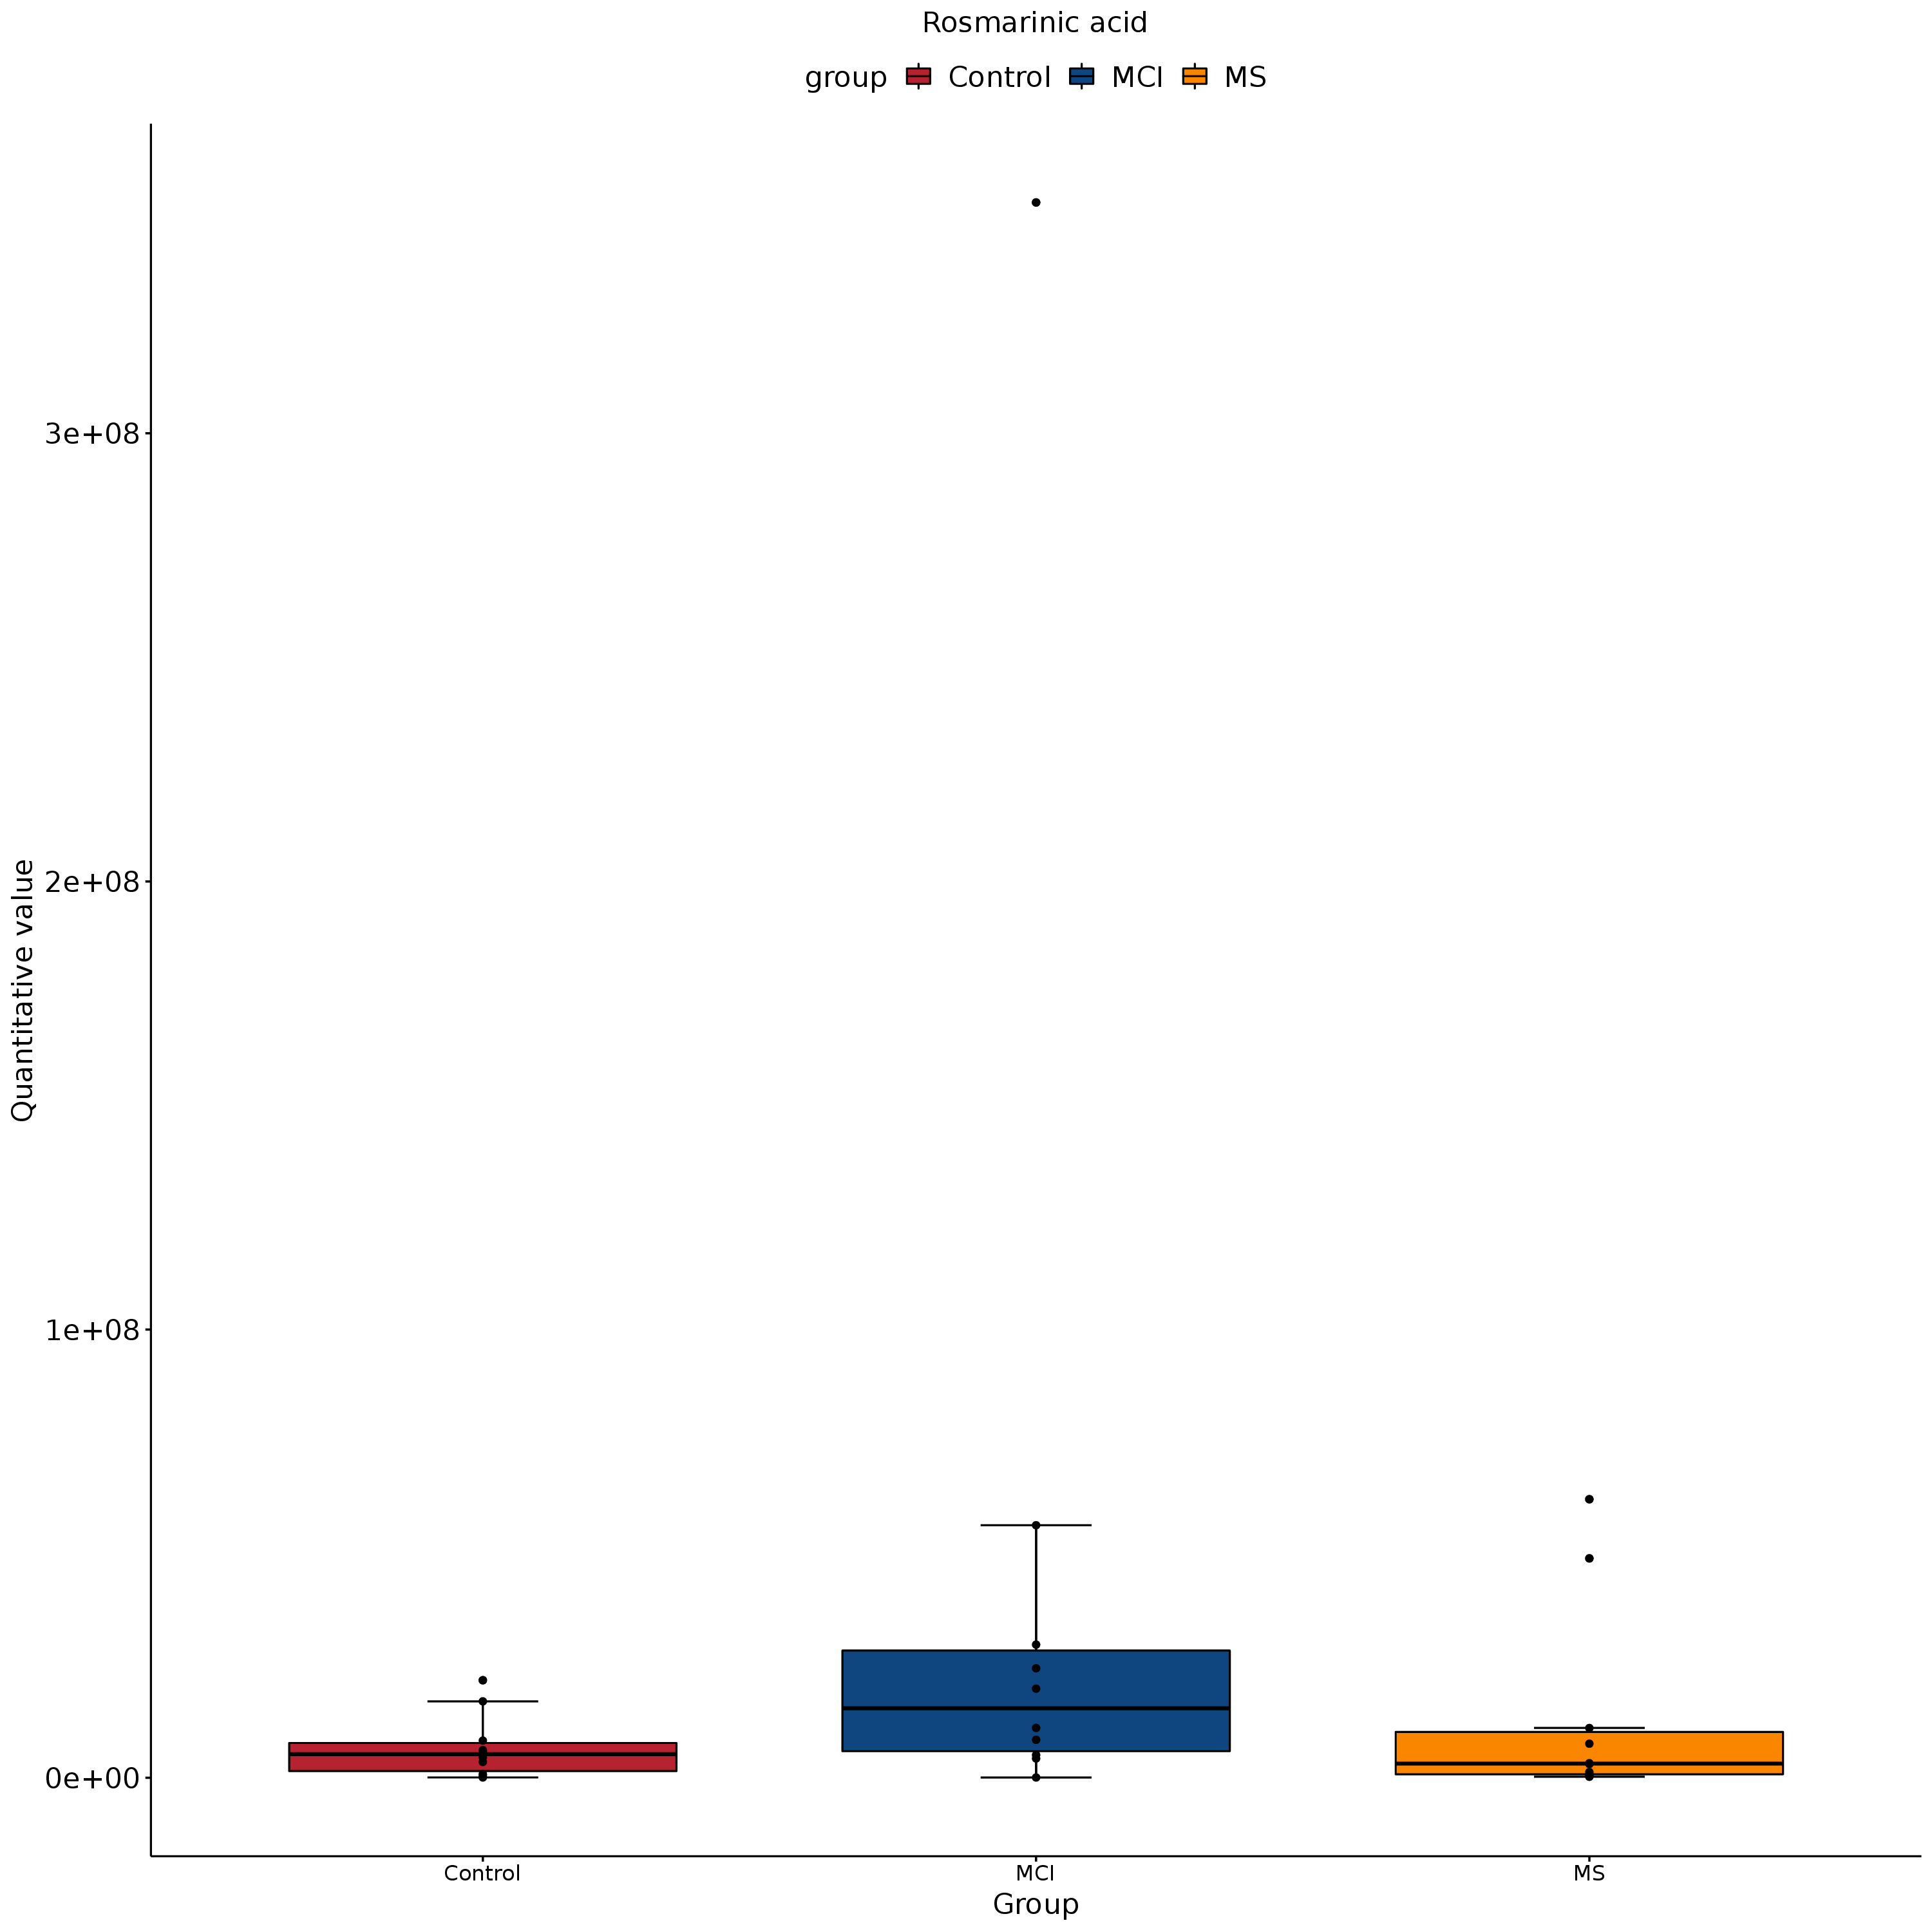 Rosmarinic acid
group Control MCI MS
Quantitative value
3e+08
2e+08
1e+08
0e+00
Control MCI MS
Group